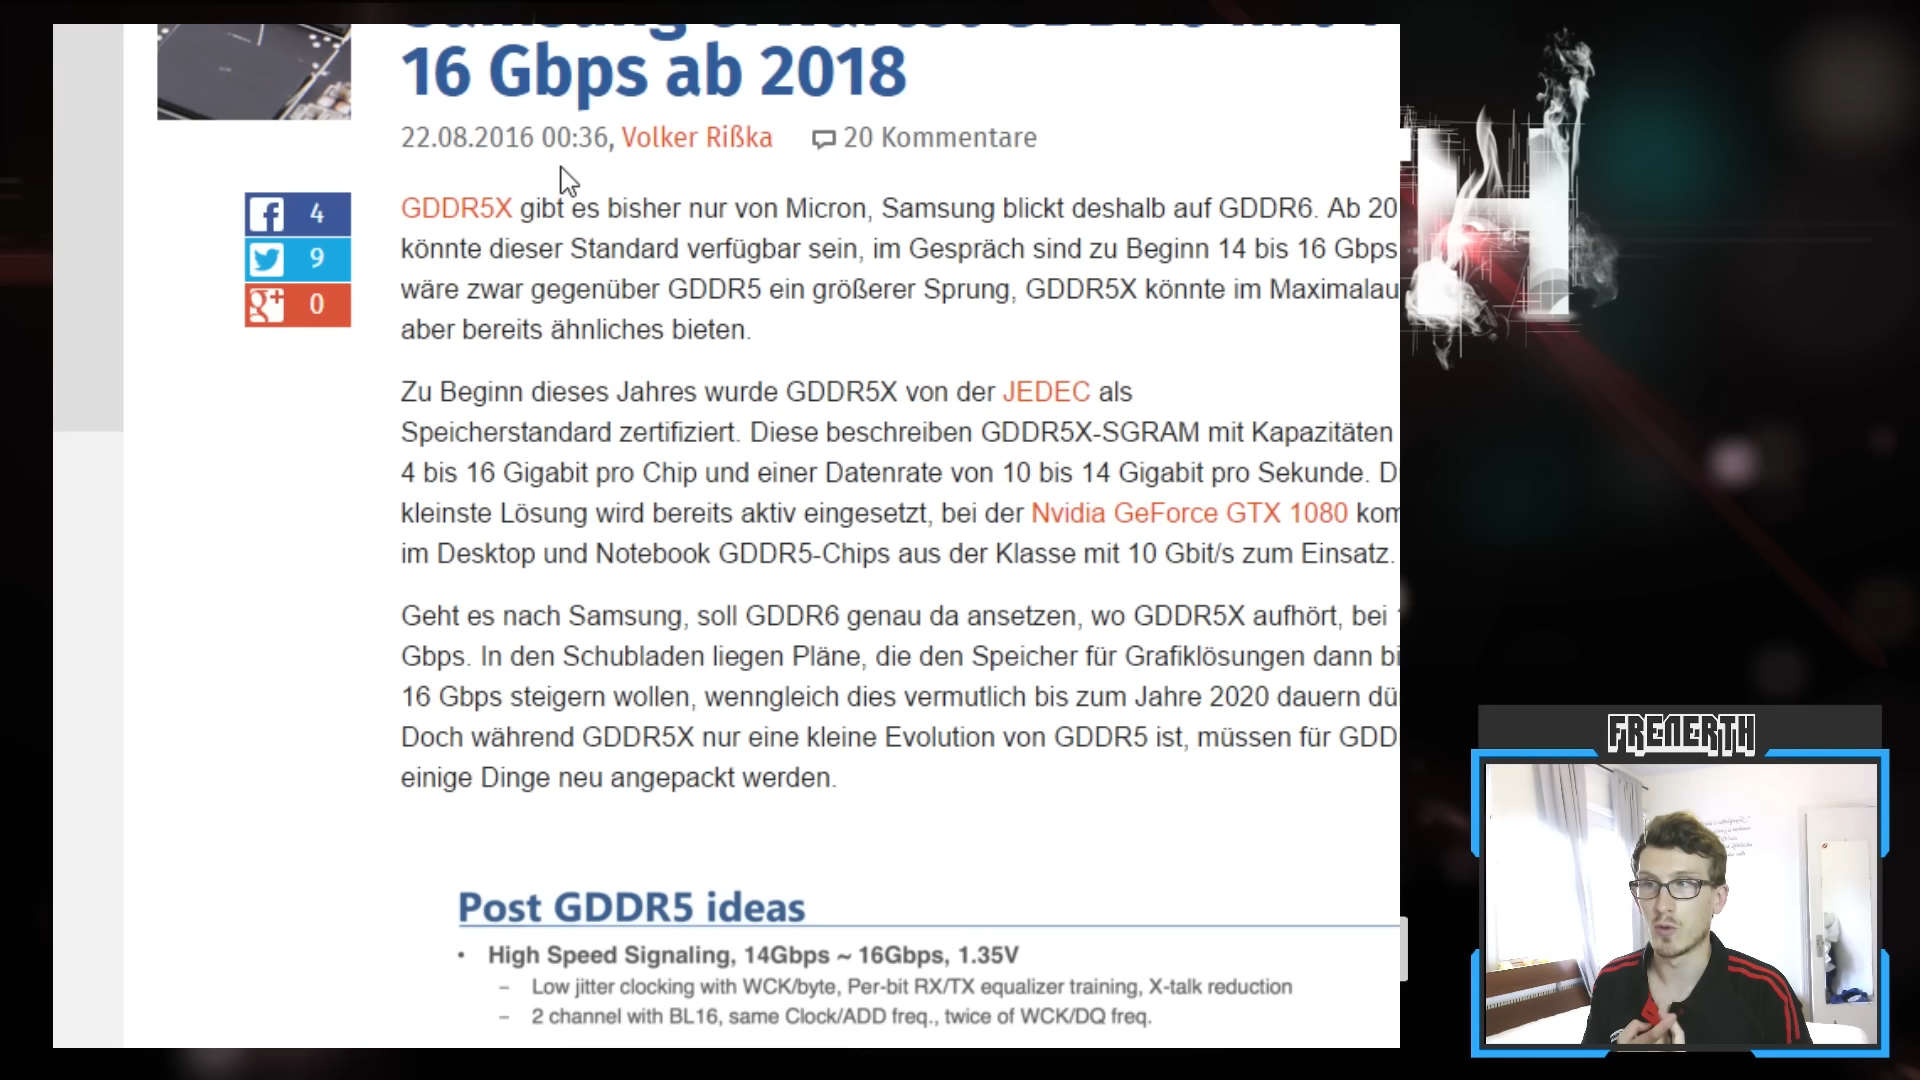 16 Gbps ab 2018
22.08.2016 00:36, Volker Rißka 20 Kommentare
4
9
0
GDDR5X gibt es bisher nur von Micron, Samsung blickt deshalb auf GDDR6. Ab 20
könnte dieser Standard verfügbar sein, im Gespräch sind zu Beginn 14 bis 16 Gbps
wäre zwar gegenüber GDDR5 ein größerer Sprung, GDDR5X könnte im Maximalau
aber bereits ähnliches bieten.
Zu Beginn dieses Jahres wurde GDDR5X von der JEDEC als
Speicherstandard zertifiziert. Diese beschreiben GDDR5X-SGRAM mit Kapazitäten
4 bis 16 Gigabit pro Chip und einer Datenrate von 10 bis 14 Gigabit pro Sekunde. D
kleinste Lösung wird bereits aktiv eingesetzt, bei der Nvidia GeForce GTX 1080 kom
im Desktop und Notebook GDDR5-Chips aus der Klasse mit 10 Gbit/s zum Einsatz.
Geht es nach Samsung, soll GDDR6 genau da ansetzen, wo GDDR5X aufhört, bei
Gbps. In den Schubladen liegen Pläne, die den Speicher für Grafiklösungen dann bi
16 Gbps steigern wollen, wenngleich dies vermutlich bis zum Jahre 2020 dauern dü
Doch während GDDR5X nur eine kleine Evolution von GDDR5 ist, müssen für GDD
einige Dinge neu angepackt werden.
Post GDDR5 ideas
• High Speed Signaling, 14Gbps ~ 16Gbps, 1.35V
– Low jitter clocking with WCK/byte, Per-bit RX/TX equalizer training, X-talk reduction
– 2 channel with BL16, same Clock/ADD freq., twice of WCK/DQ freq.
H
FRENERTH